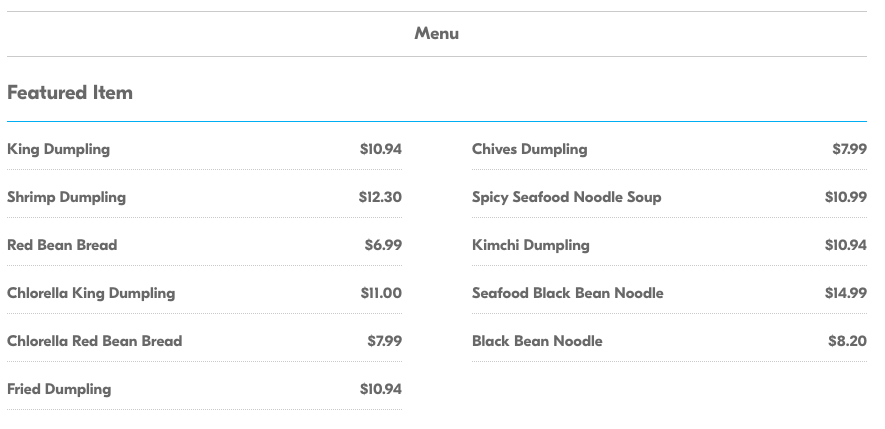 Menu
Featured Item
King Dumpling $10.94
Shrimp Dumpling $12.30
Red Bean Bread $6.99
Chlorella King Dumpling $11.00
Chlorella Red Bean Bread $7.99
Fried Dumpling $10.94
Chives Dumpling $7.99
Spicy Seafood Noodle Soup $10.99
Kimchi Dumpling $10.94
Seafood Black Bean Noodle $14.99
Black Bean Noodle $8.20